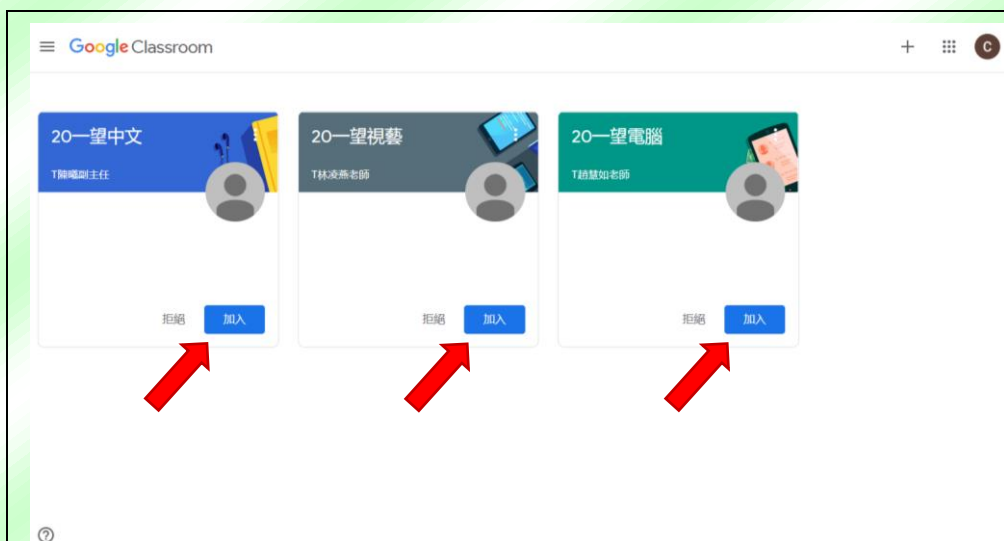 Google Classroom
C
20一望中文
T陳曦副主任
拒絕
加入
20一望視藝
T林凌燕老師
拒絕
加入
20一望電腦
T趙慧如老師
拒絕
加入